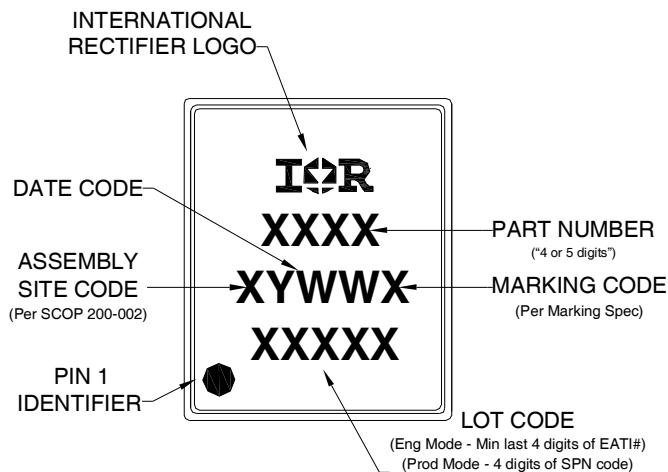 INTERNATIONAL
RECTIFIER LOGO
IOR
DATE CODE
XXXX
PART NUMBER
("4 or 5 digits")
ASSEMBLY
SITE CODE
(Per SCOP 200-002)
XYWWX
MARKING CODE
(Per Marking Spec)
XXXXX
PIN 1
IDENTIFIER
LOT CODE
(Eng Mode - Min last 4 digits of EATI#)
(Prod Mode - 4 digits of SPN code)